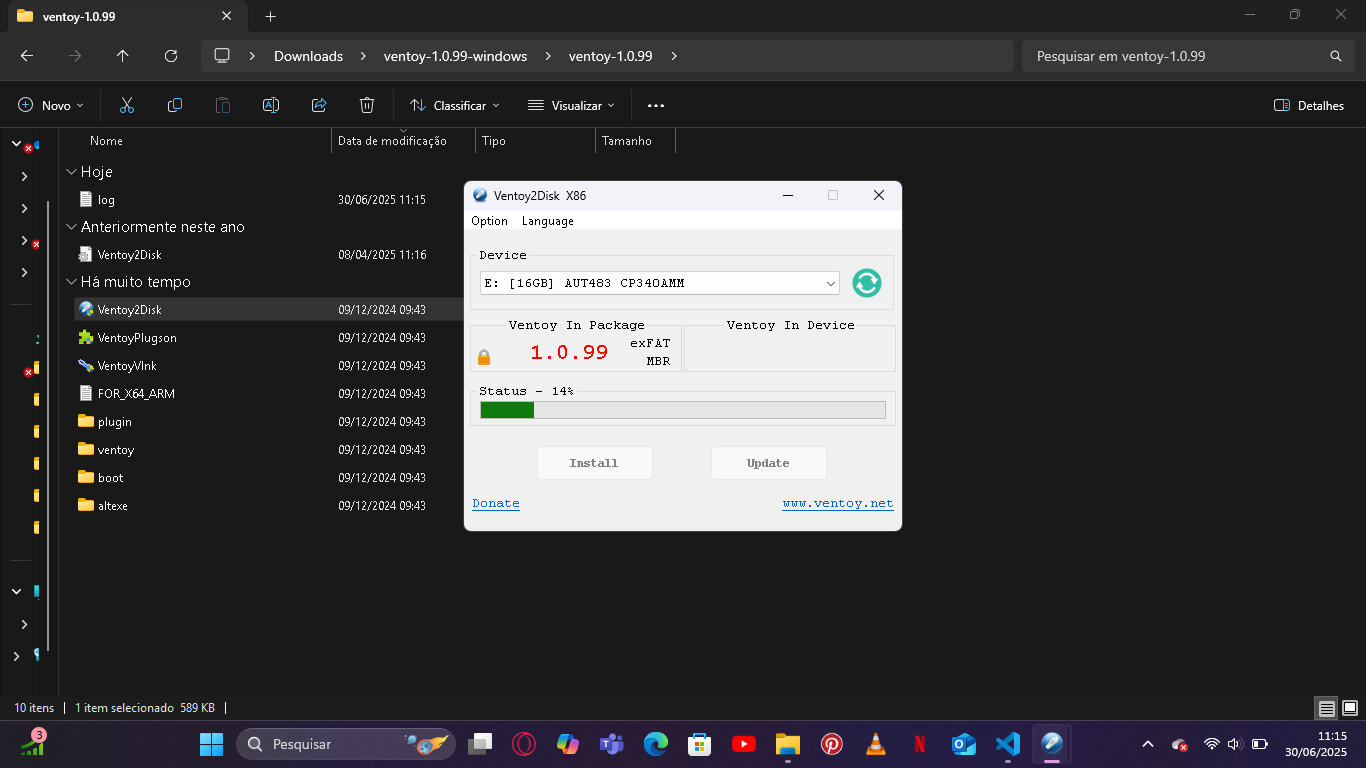 ventoy-1.0.99
Downloads
ventoy-1.0.99-windows
ventoy-1.0.99
Pesquisar em ventoy-1.0.99
Novo
Classificar
Visualizar
Detalhes
Nome
Data de modificação
Tipo
Tamanho
Hoje
log
30/06/2025 11:15
Anteriormente neste ano
Ventoy2Disk
08/04/2025 11:16
Há muito tempo
Ventoy2Disk
09/12/2024 09:43
VentoyPlugson
09/12/2024 09:43
VentoyVlnk
09/12/2024 09:43
FOR_X64_ARM
09/12/2024 09:43
plugin
09/12/2024 09:43
ventoy
09/12/2024 09:43
boot
09/12/2024 09:43
altexe
09/12/2024 09:43
Ventoy2Disk X86
Option
Language
Device
E: [16GB] AUT483 CP340AMM
Ventoy In Package
1.0.99
exFAT
MBR
Ventoy In Device
Status - 14%
Install
Update
Donate
www.ventoy.net
10 itens
1 item selecionado 589 KB
3
Pesquisar
11:15
30/06/2025